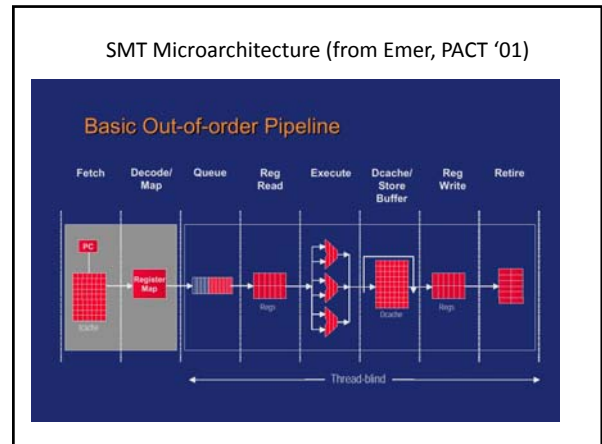 SMT Microarchitecture (from Emer, PACT ‘01)
Basic Out-of-order Pipeline
Fetch
Decode/
Map
Queue
Reg
Read
Execute
Dcache/
Store
Buffer
Reg
Write
Retire
PC
Register
Map
Icache
Regs
Dcache
Regs
Thread-blind